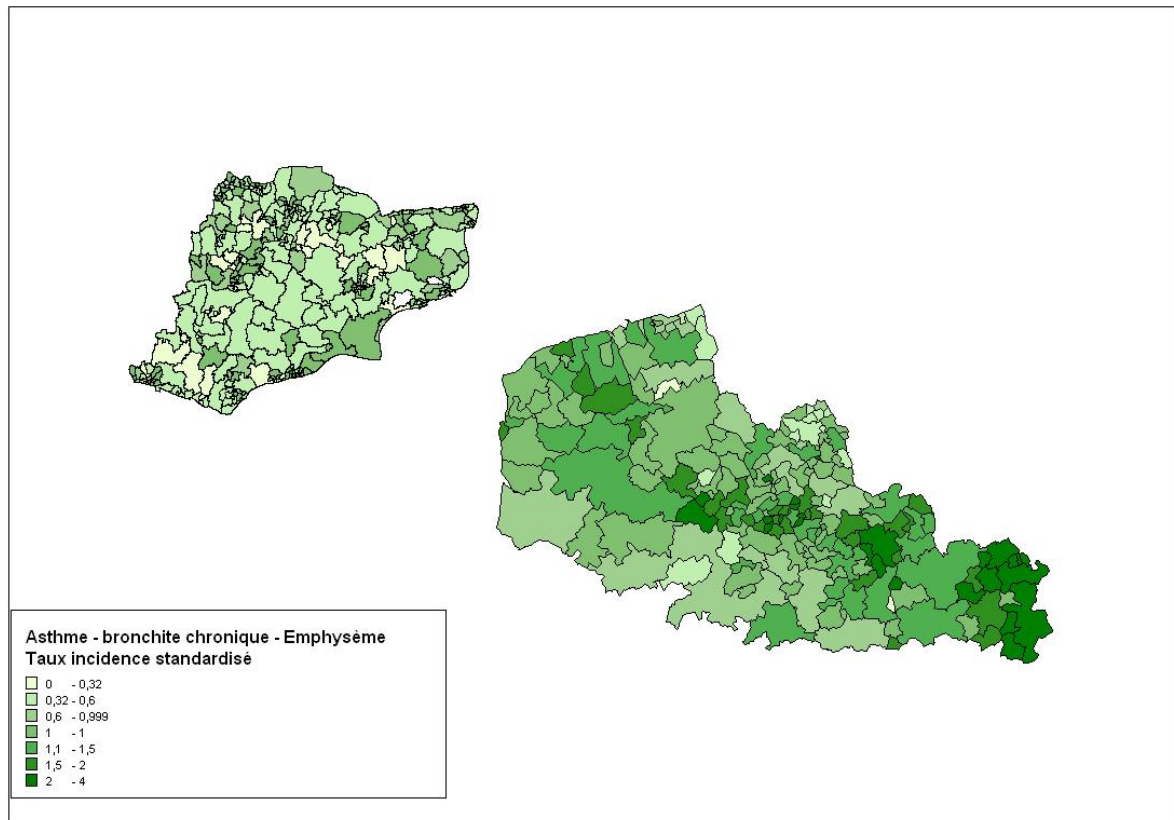 Asthme - bronchite chronique - Emphysème
Taux incidence standardisé
0 - 0,32
0,32 - 0,6
0,6 - 0,999
1 - 1
1,1 - 1,5
1,5 - 2
2 - 4